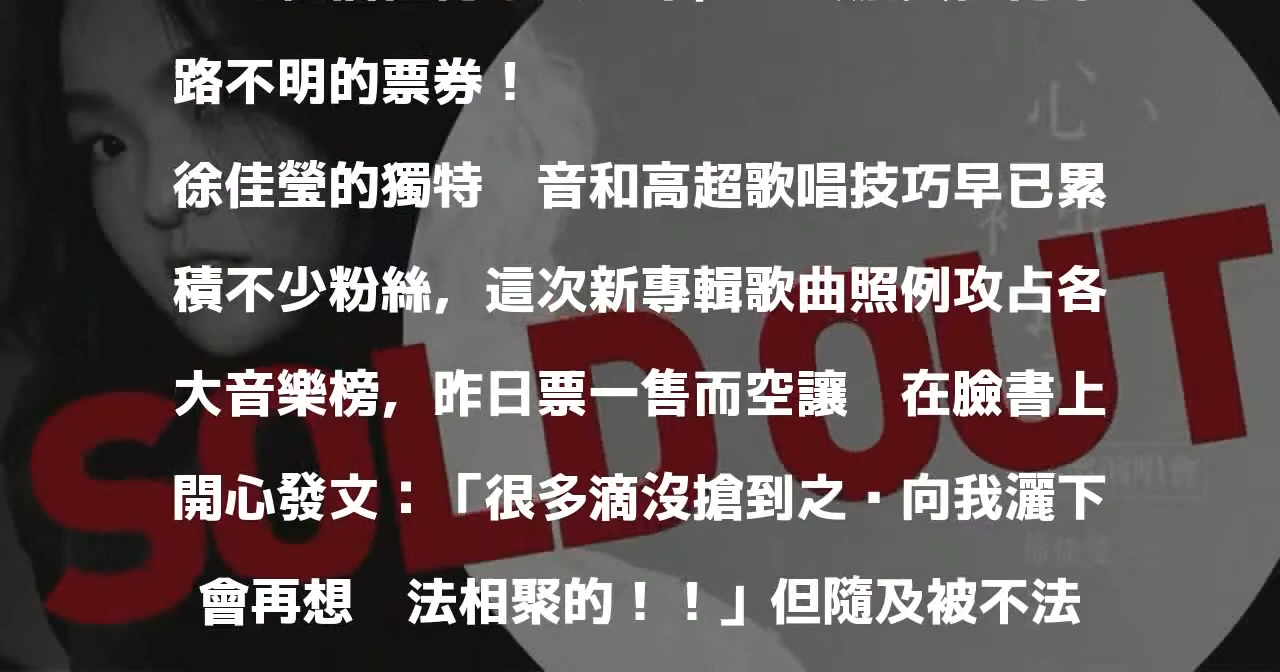 路不明的票券！
徐佳瑩的獨特　音和高超歌唱技巧早已累
積不少粉絲，這次新專輯歌曲照例攻占各
大音樂榜，昨日票一售而空讓　在臉書上
開心發文：「很多滴沒搶到之・向我灑下
會再想　法相聚的！！」但隨及被不法
SOLD OUT
心